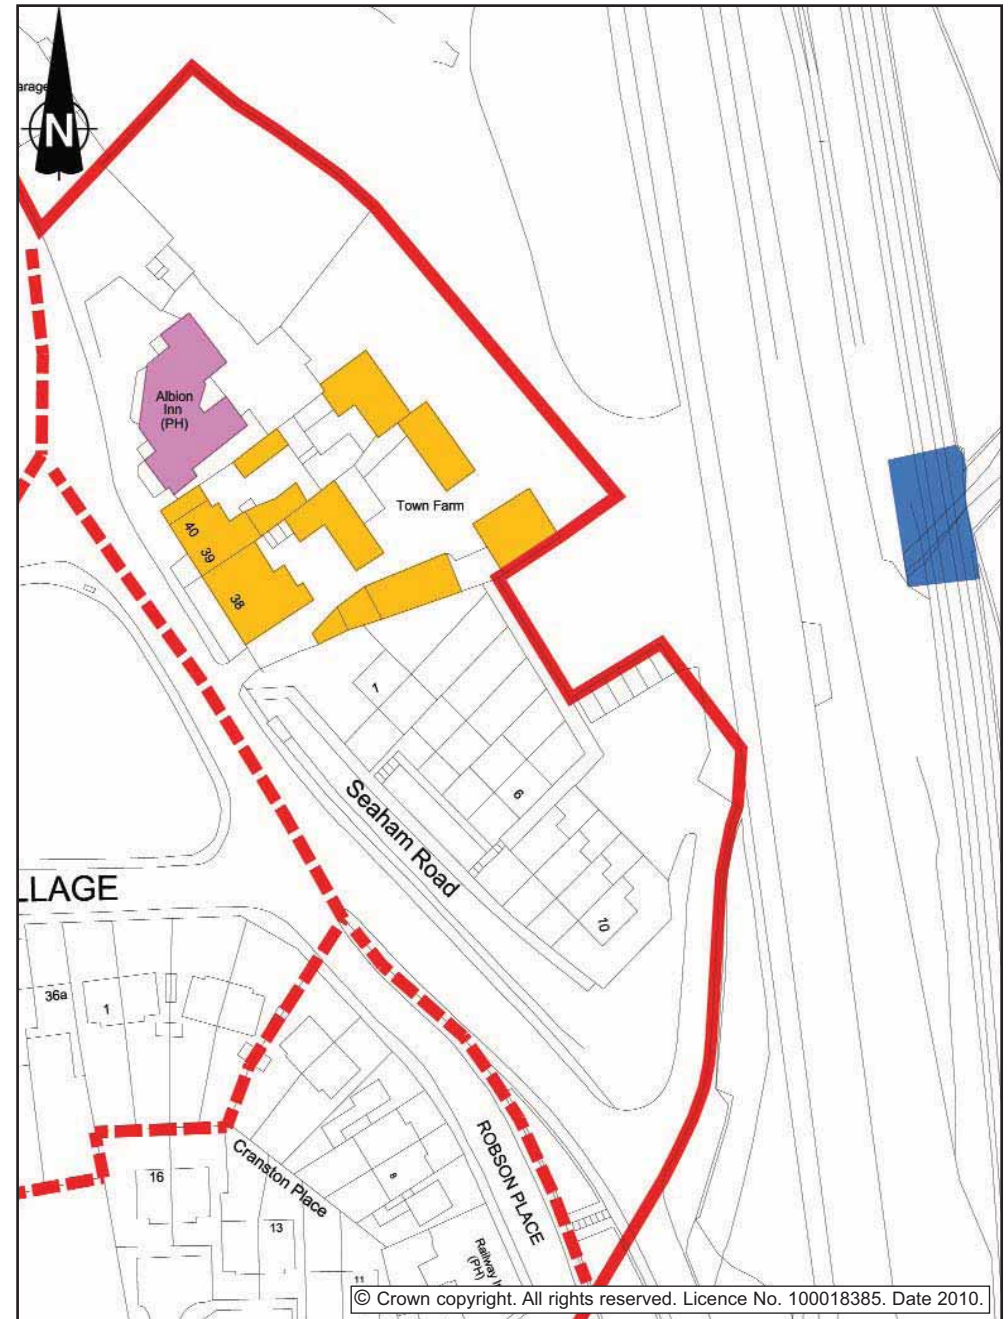 arage
N
Albion
Inn
(PH)
Town Farm
40
39
38
1
6
Seaham Road
10
LLAGE
36a
1
8
ROBSON PLACE
Cranston Place
16
13
Railway
(PH)
11
© Crown copyright. All rights reserved. Licence No. 100018385. Date 2010.